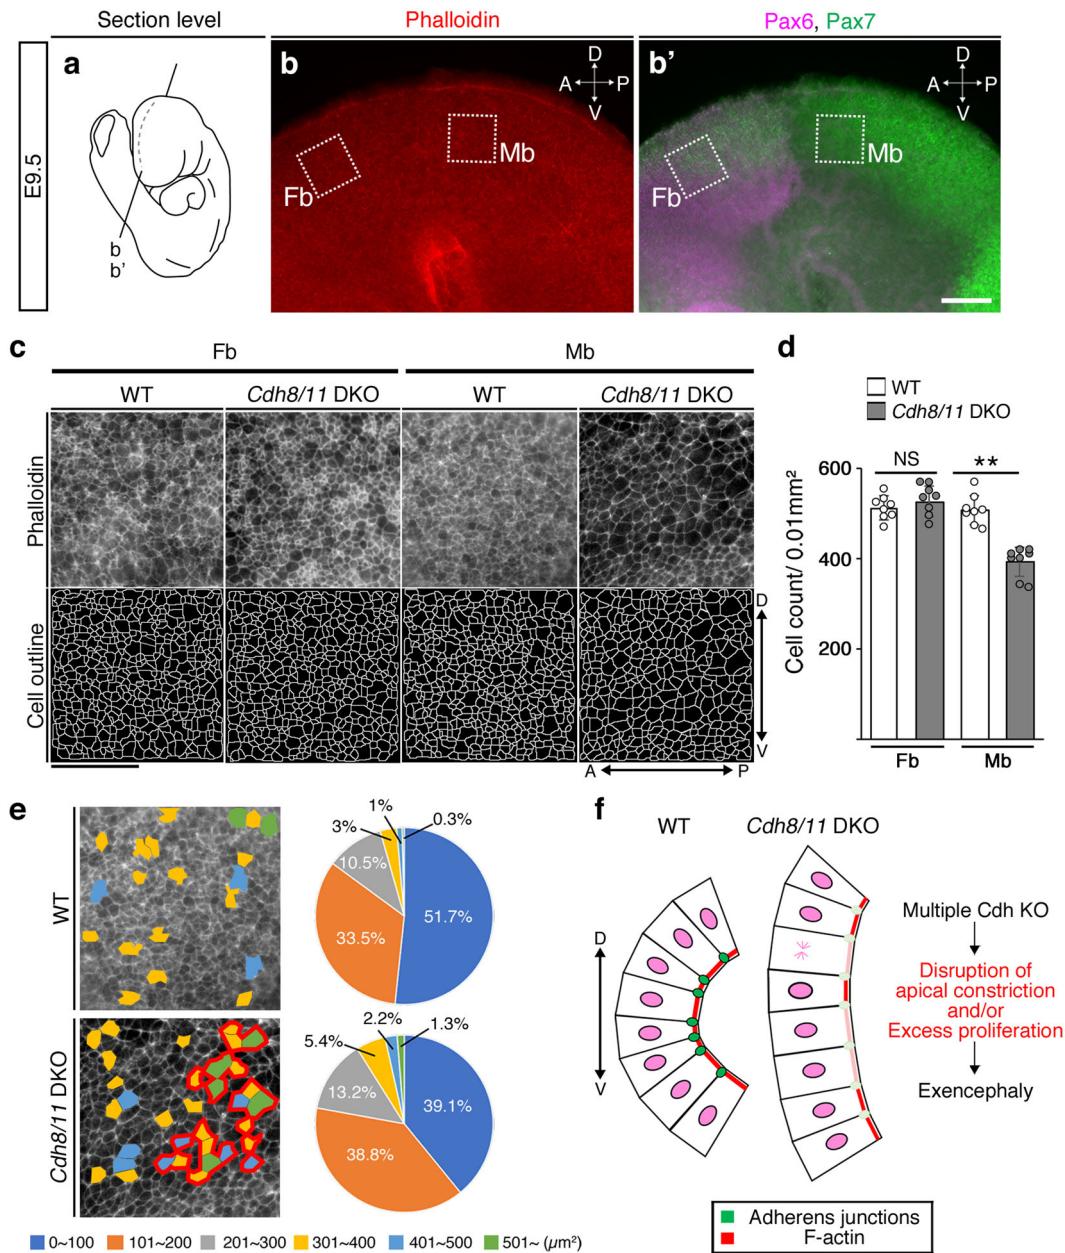 Section level
Phalloidin
Pax6, Pax7
E9.5
a
b
b'
b
D
A P
V
Fb
Mb
b'
D
A P
V
Fb
Mb
c
Fb
Mb
WT
Cdh8/11 DKO
WT
Cdh8/11 DKO
Phalloidin
Cell outline
D
V
A P
d
WT
Cdh8/11 DKO
Cell count/ 0.01mm²
600
400
200
NS
**
Fb
Mb
e
WT
Cdh8/11 DKO
1%
0.3%
3%
10.5%
33.5%
51.7%
2.2%
1.3%
5.4%
13.2%
38.8%
39.1%
0~100
101~200
201~300
301~400
401~500
501~ (µm²)
f
WT
Cdh8/11 DKO
D
V
Multiple Cdh KO
Disruption of
apical constriction
and/or
Excess proliferation
Exencephaly
Adherens junctions
F-actin